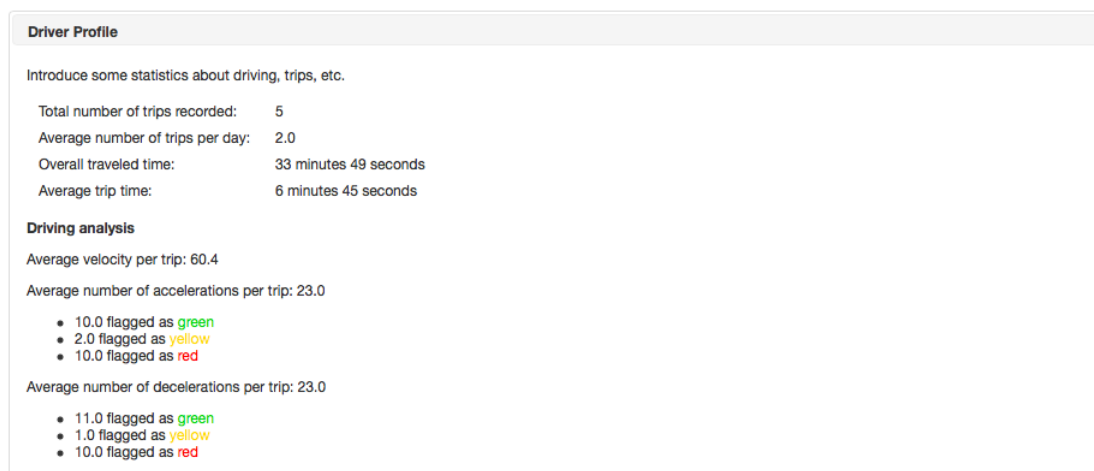 Driver Profile
Introduce some statistics about driving, trips, etc.
Total number of trips recorded: 5
Average number of trips per day: 2.0
Overall traveled time: 33 minutes 49 seconds
Average trip time: 6 minutes 45 seconds
Driving analysis
Average velocity per trip: 60.4
Average number of accelerations per trip: 23.0
• 10.0 flagged as green
• 2.0 flagged as yellow
• 10.0 flagged as red
Average number of decelerations per trip: 23.0
• 11.0 flagged as green
• 1.0 flagged as yellow
• 10.0 flagged as red